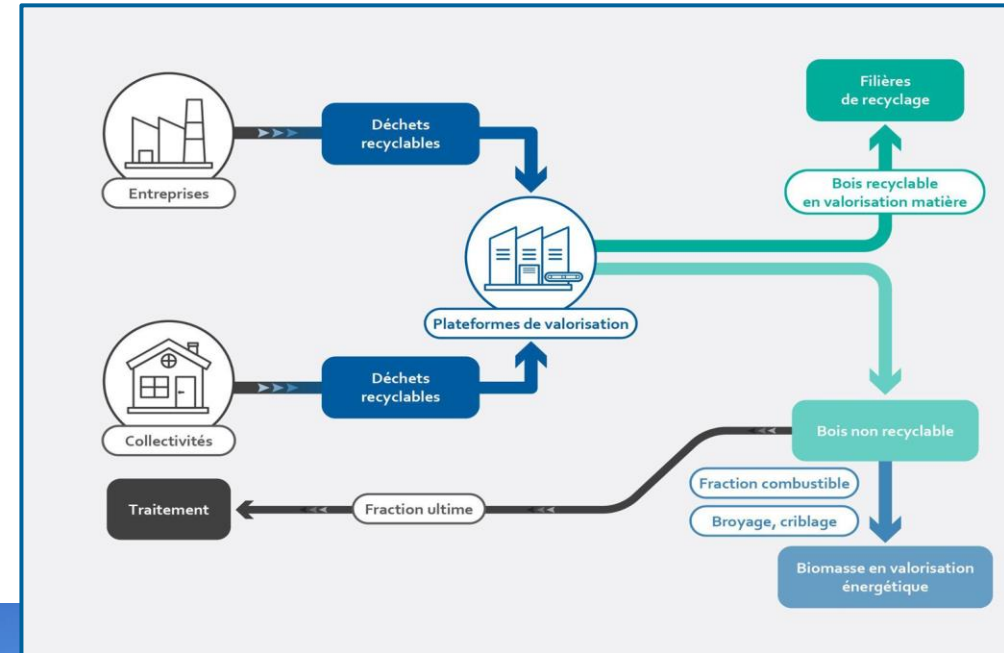 Entreprises
Déchets
recyclables
Filières
de recyclage
Bois recyclable
en valorisation matière
Plateformes de valorisation
Collectivités
Déchets
recyclables
Bois non recyclable
Fraction combustible
Broyage, criblage
Fraction ultime
Traitement
Biomasse en valorisation
énergétique